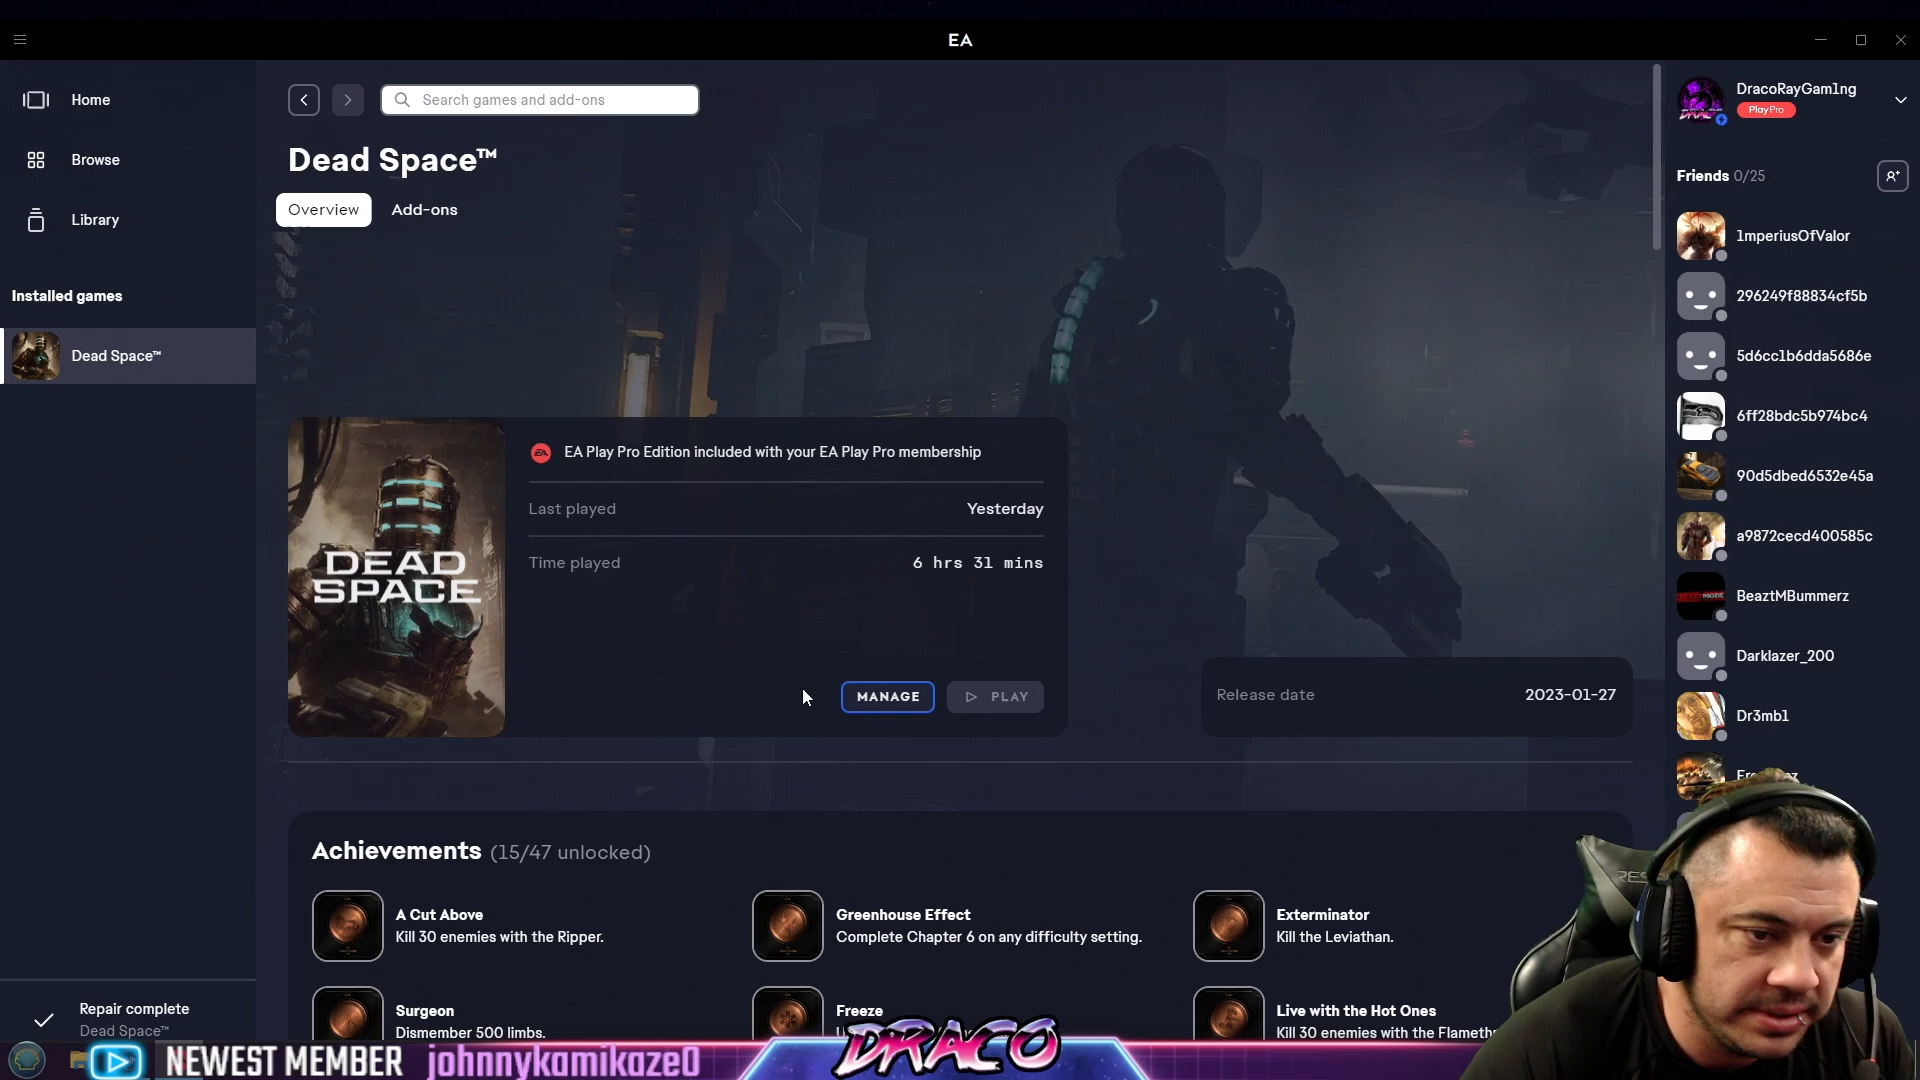 EA
Home
Browse
Library
Installed games
Dead Space™
Search games and add-ons
Dead Space™
Overview
Add-ons
DEAD
SPACE
EA
EA Play Pro Edition included with your EA Play Pro membership
Last played
Yesterday
Time played
6 hrs 31 mins
MANAGE
PLAY
Release date
2023-01-27
Achievements (15/47 unlocked)
A Cut Above
Kill 30 enemies with the Ripper.
Greenhouse Effect
Complete Chapter 6 on any difficulty setting.
Exterminator
Kill the Leviathan.
Surgeon
Dismember 500 limbs.
Freeze
Live with the Hot Ones
Kill 30 enemies with the Flameth
DracoRayGam1ng
Play Pro
Friends 0/25
1mperiusOfValor
296249f88834cf5b
5d6cc1b6dda5686e
6ff28bdc5b974bc4
90d5dbed6532e45a
a9872cecd400585c
BeaztMBummerz
Darklazer_200
Dr3mb1
Repair complete
Dead Space™
NEWEST MEMBER
johnnykamikaze0
DRACO